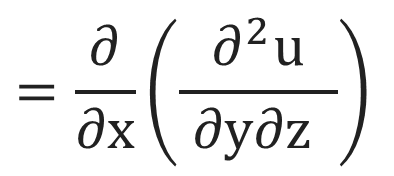 = ∂/∂x (∂²u/∂y∂z)